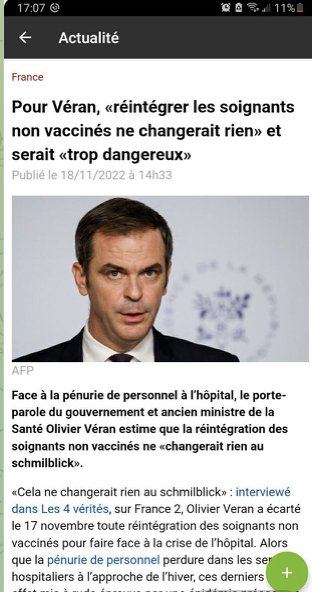 17:07
11%
Actualité
France
Pour Véran, «réintégrer les soignants
non vaccinés ne changerait rien» et
serait «trop dangereux»
Publié le 18/11/2022 à 14h33
AFP
Face à la pénurie de personnel à l'hôpital, le porte-
parole du gouvernement et ancien ministre de la
Santé Olivier Véran estime que la réintégration des
soignants non vaccinés ne «changerait rien au
schmilblick».
«Cela ne changerait rien au schmilblick» : interviewé
dans Les 4 vérités, sur France 2, Olivier Veran a écarté
le 17 novembre toute réintégration des soignants non
vaccinés pour faire face à la crise de l'hôpital. Alors
que la pénurie de personnel perdure dans les
hospitaliers à l'approche de l'hiver, ces derniers